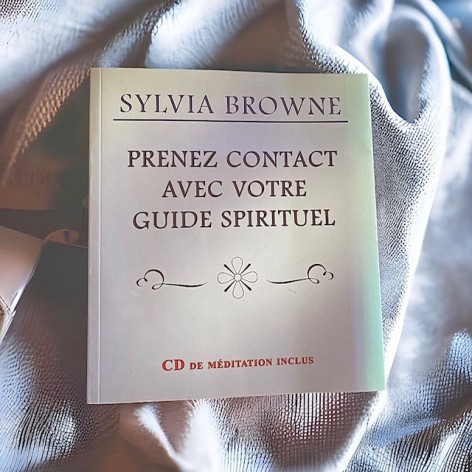 SYLVIA BROWNE
PRENEZ CONTACT
AVEC VOTRE
GUIDE SPIRITUEL
CD DE MÉDITATION INCLUS